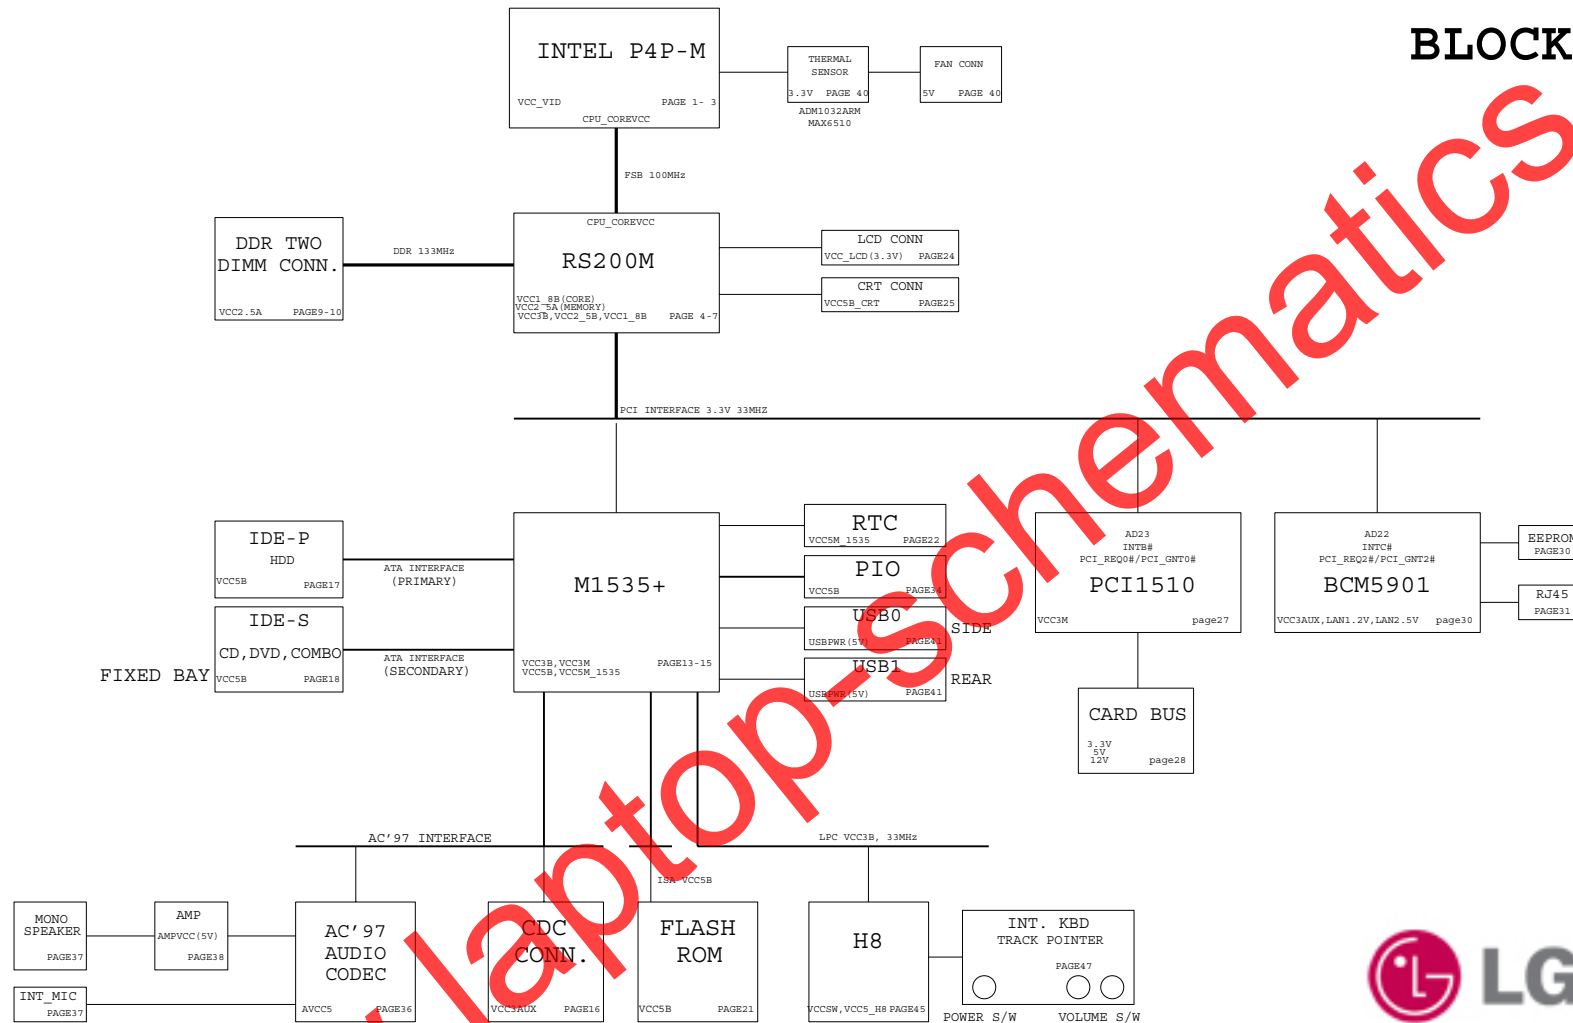 BLOCK
INTEL P4P-M
VCC_VID PAGE 1- 3
CPU_COREVCC
THERMAL
SENSOR
3.3V PAGE 40
ADM1032ARM
MAX6510
FAN CONN
5V PAGE 40
FSB 100MHz
DDR TWO
DIMM CONN.
VCC2.5A PAGE9-10
DDR 133MHz
CPU_COREVCC
RS200M
VCC1_8B(CORE)
VCC2_5A(MEMORY)
VCC3B,VCC2_5B,VCC1_8B PAGE 4-7
LCD CONN
VCC_LCD(3.3V) PAGE24
CRT CONN
VCC5B_CRT PAGE25
PCI INTERFACE 3.3V 33MHZ
IDE-P
HDD
VCC5B PAGE17
ATA INTERFACE
(PRIMARY)
IDE-S
CD,DVD,COMBO
VCC5B PAGE18
FIXED BAY
ATA INTERFACE
(SECONDARY)
M1535+
VCC3B,VCC3M PAGE13-15
VCC5B,VCC5M_1535
RTC
VCC5M_1535 PAGE22
PIO
VCC5B PAGE34
USB0
USBPWR(5V) PAGE41
SIDE
USB1
USBPWR(5V) PAGE41
REAR
AD23
INTB#
PCI_REQ0#/PCI_GNT0#
PCI1510
VCC3M page27
AD22
INTC#
PCI_REQ2#/PCI_GNT2#
BCM5901
VCC3AUX,LAN1.2V,LAN2.5V page30
EEPROM
PAGE30
RJ45
PAGE31
CARD BUS
3.3V
5V
12V page28
AC'97 INTERFACE
LPC VCC3B, 33MHz
ISA VCC5B
MONO
SPEAKER
PAGE37
AMP
AMPVCC(5V)
PAGE38
INT_MIC
PAGE37
AC'97
AUDIO
CODEC
AVCC5 PAGE36
CDC
CONN.
VCC3AUX PAGE16
FLASH
ROM
VCC5B PAGE21
H8
VCCSW,VCC5_H8 PAGE45
INT. KBD
TRACK POINTER
PAGE47
POWER S/W VOLUME S/W
laptop-schematics
LG